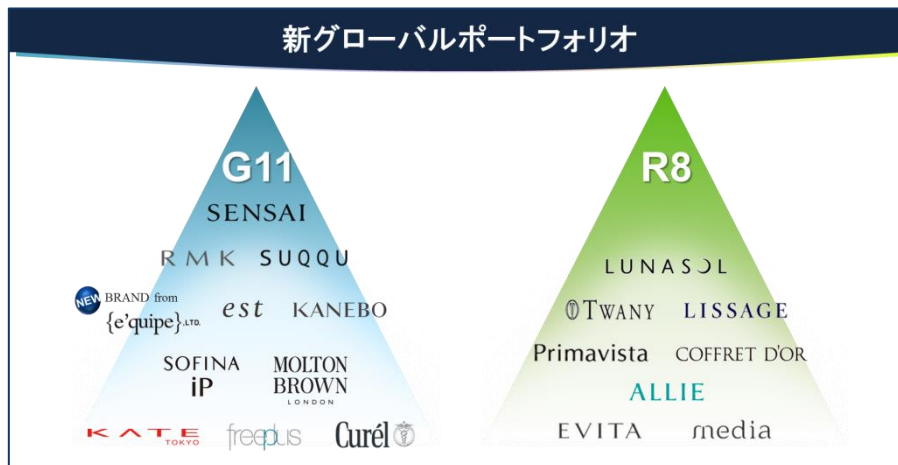 新グローバルポートフォリオ
G11
SENSAI
RMK SUQQU
NEW BRAND from
{e'quipe},LTD.
est KANEBO
SOFINA
iP
MOLTON
BROWN
LONDON
KATE
TOKYO
freeplus
Curél
R8
LUNASOL
TWANY LISSAGE
Primavista COFFRET D'OR
ALLIE
EVITA media